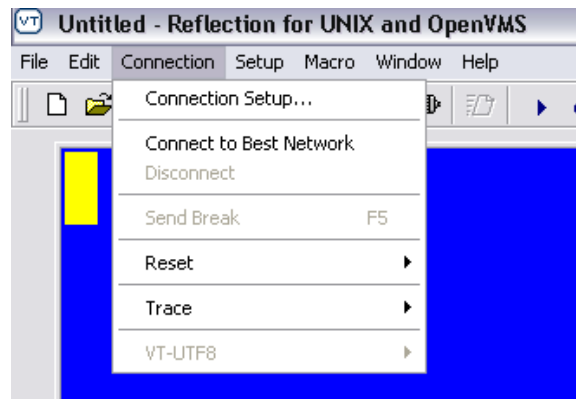 VT Untitled - Reflection for UNIX and OpenVMS
File Edit Connection Setup Macro Window Help
Connection Setup...
Connect to Best Network
Disconnect
Send Break F5
Reset
Trace
VT-UTF8